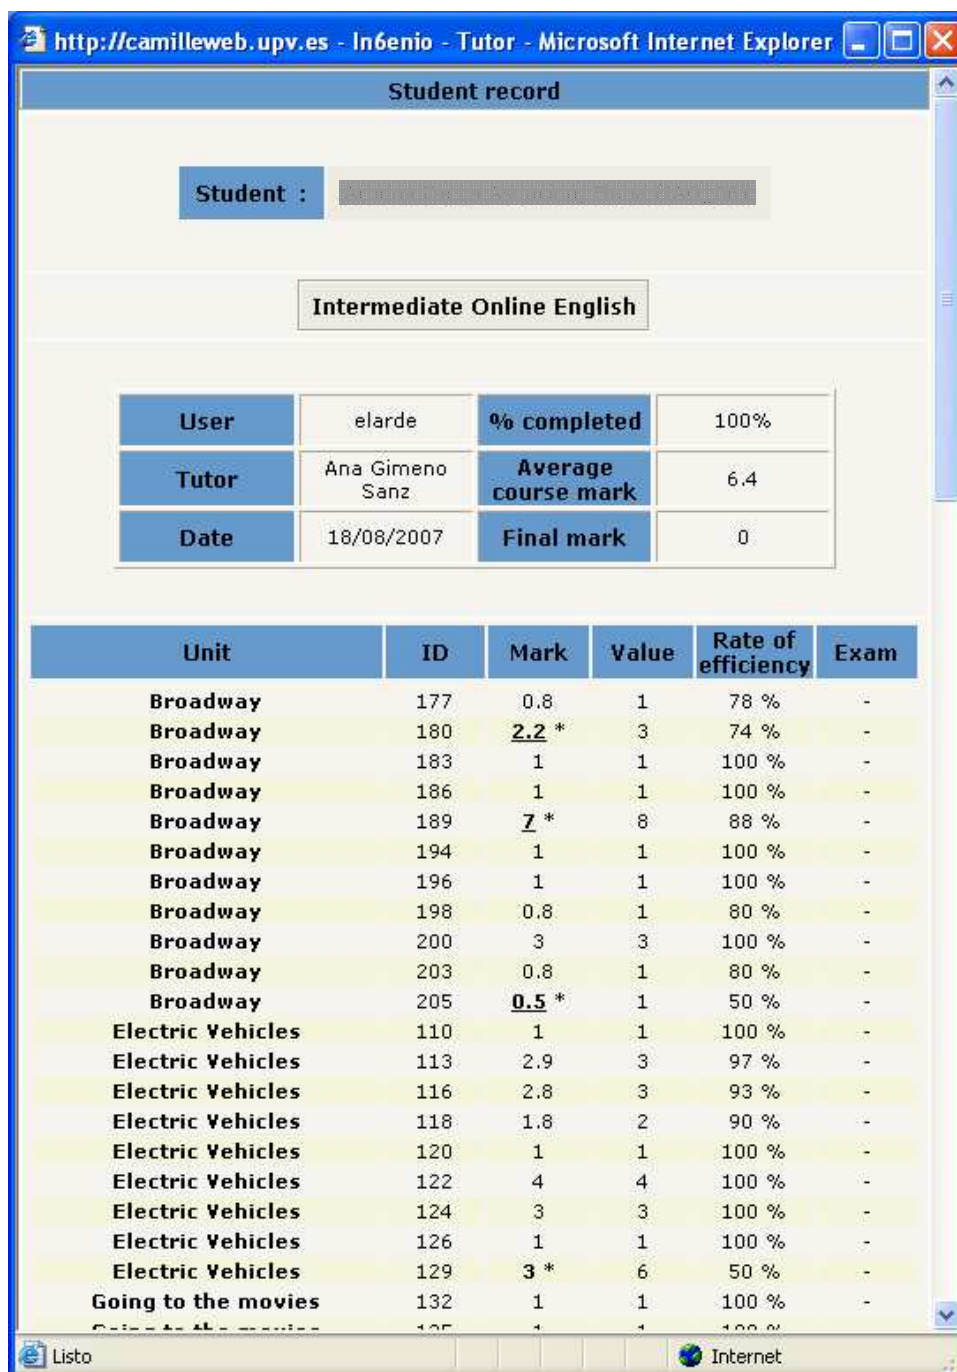 http://camilleweb.upv.es - In6enio - Tutor - Microsoft Internet Explorer
Student record
Student :
Intermediate Online English
User elarde % completed 100%
Tutor Ana Gimeno Sanz Average course mark 6.4
Date 18/08/2007 Final mark 0
Unit ID Mark Value Rate of efficiency Exam
Broadway 177 0.8 1 78 % -
Broadway 180 2.2 * 3 74 % -
Broadway 183 1 1 100 % -
Broadway 186 1 1 100 % -
Broadway 189 7 * 8 88 % -
Broadway 194 1 1 100 % -
Broadway 196 1 1 100 % -
Broadway 198 0.8 1 80 % -
Broadway 200 3 3 100 % -
Broadway 203 0.8 1 80 % -
Broadway 205 0.5 * 1 50 % -
Electric Vehicles 110 1 1 100 % -
Electric Vehicles 113 2.9 3 97 % -
Electric Vehicles 116 2.8 3 93 % -
Electric Vehicles 118 1.8 2 90 % -
Electric Vehicles 120 1 1 100 % -
Electric Vehicles 122 4 4 100 % -
Electric Vehicles 124 3 3 100 % -
Electric Vehicles 126 1 1 100 % -
Electric Vehicles 129 3 * 6 50 % -
Going to the movies 132 1 1 100 % -
Listo Internet